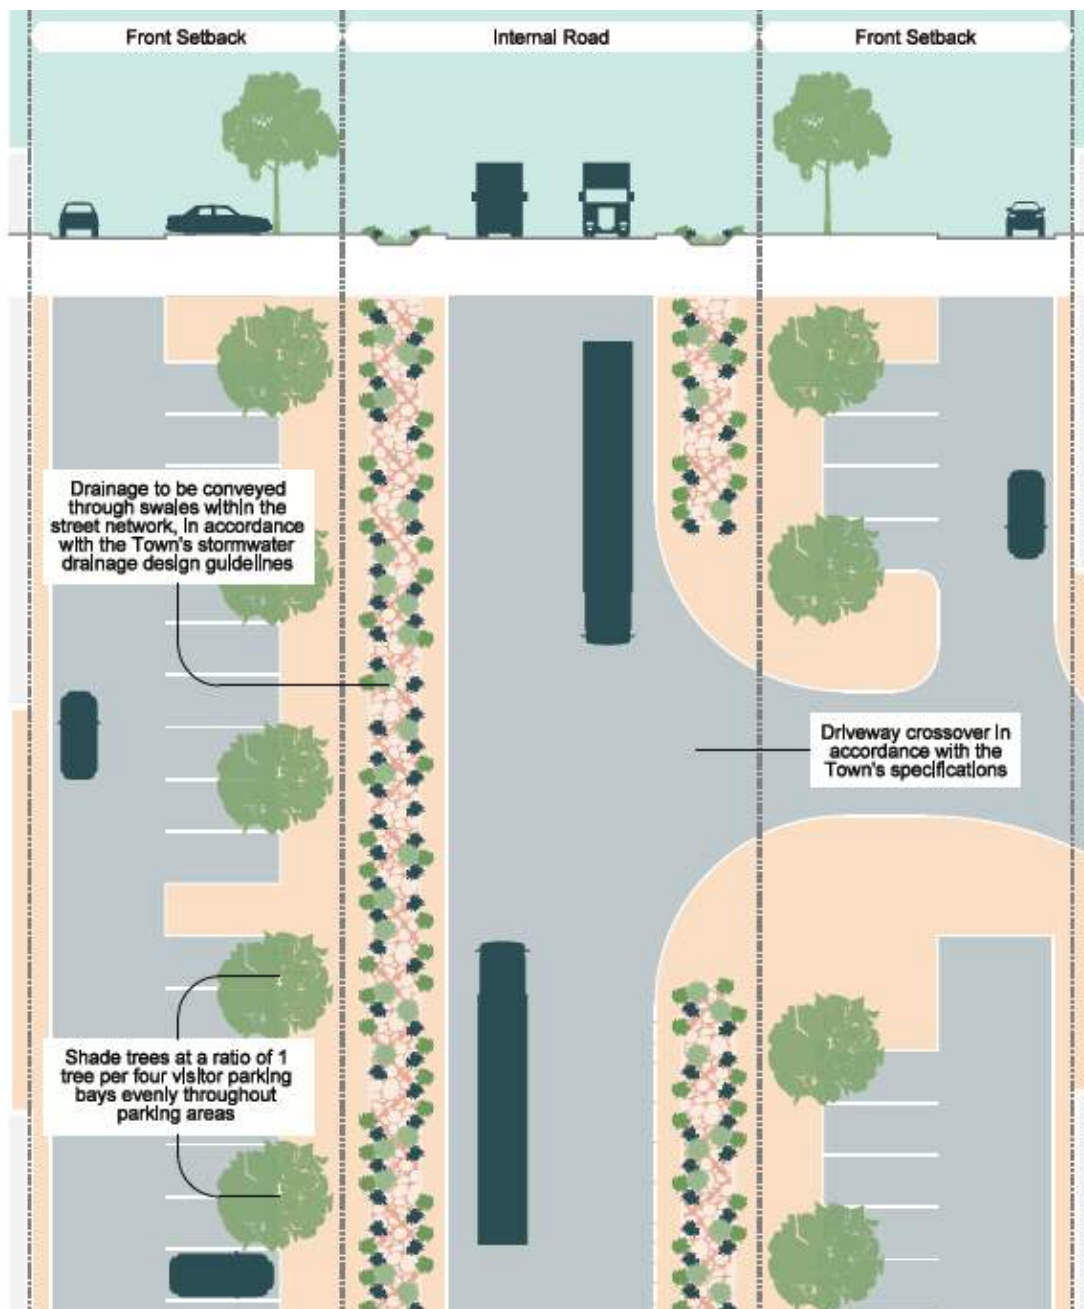 Front Setback
Internal Road
Front Setback
Drainage to be conveyed
through swales within the
street network, in accordance
with the Town's stormwater
drainage design guidelines
Driveway crossover in
accordance with the
Town's specifications
Shade trees at a ratio of 1
tree per four visitor parking
bays evenly throughout
parking areas